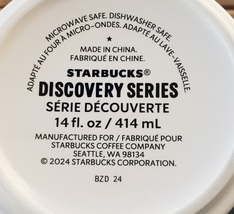 MICROWAVE SAFE. DISHWASHER SAFE.
ADAPTÉ AU FOUR À MICRO-ONDES. ADAPTÉ AU LAVE-VAISSELLE.
★
MADE IN CHINA.
FABRIQUÉ EN CHINE.
STARBUCKS®
DISCOVERY SERIES
SÉRIE DÉCOUVERTE
14 fl. oz / 414 mL
MANUFACTURED FOR / FABRIQUÉ POUR
STARBUCKS COFFEE COMPANY
SEATTLE, WA 98134
© 2024 STARBUCKS CORPORATION.
BZD 24